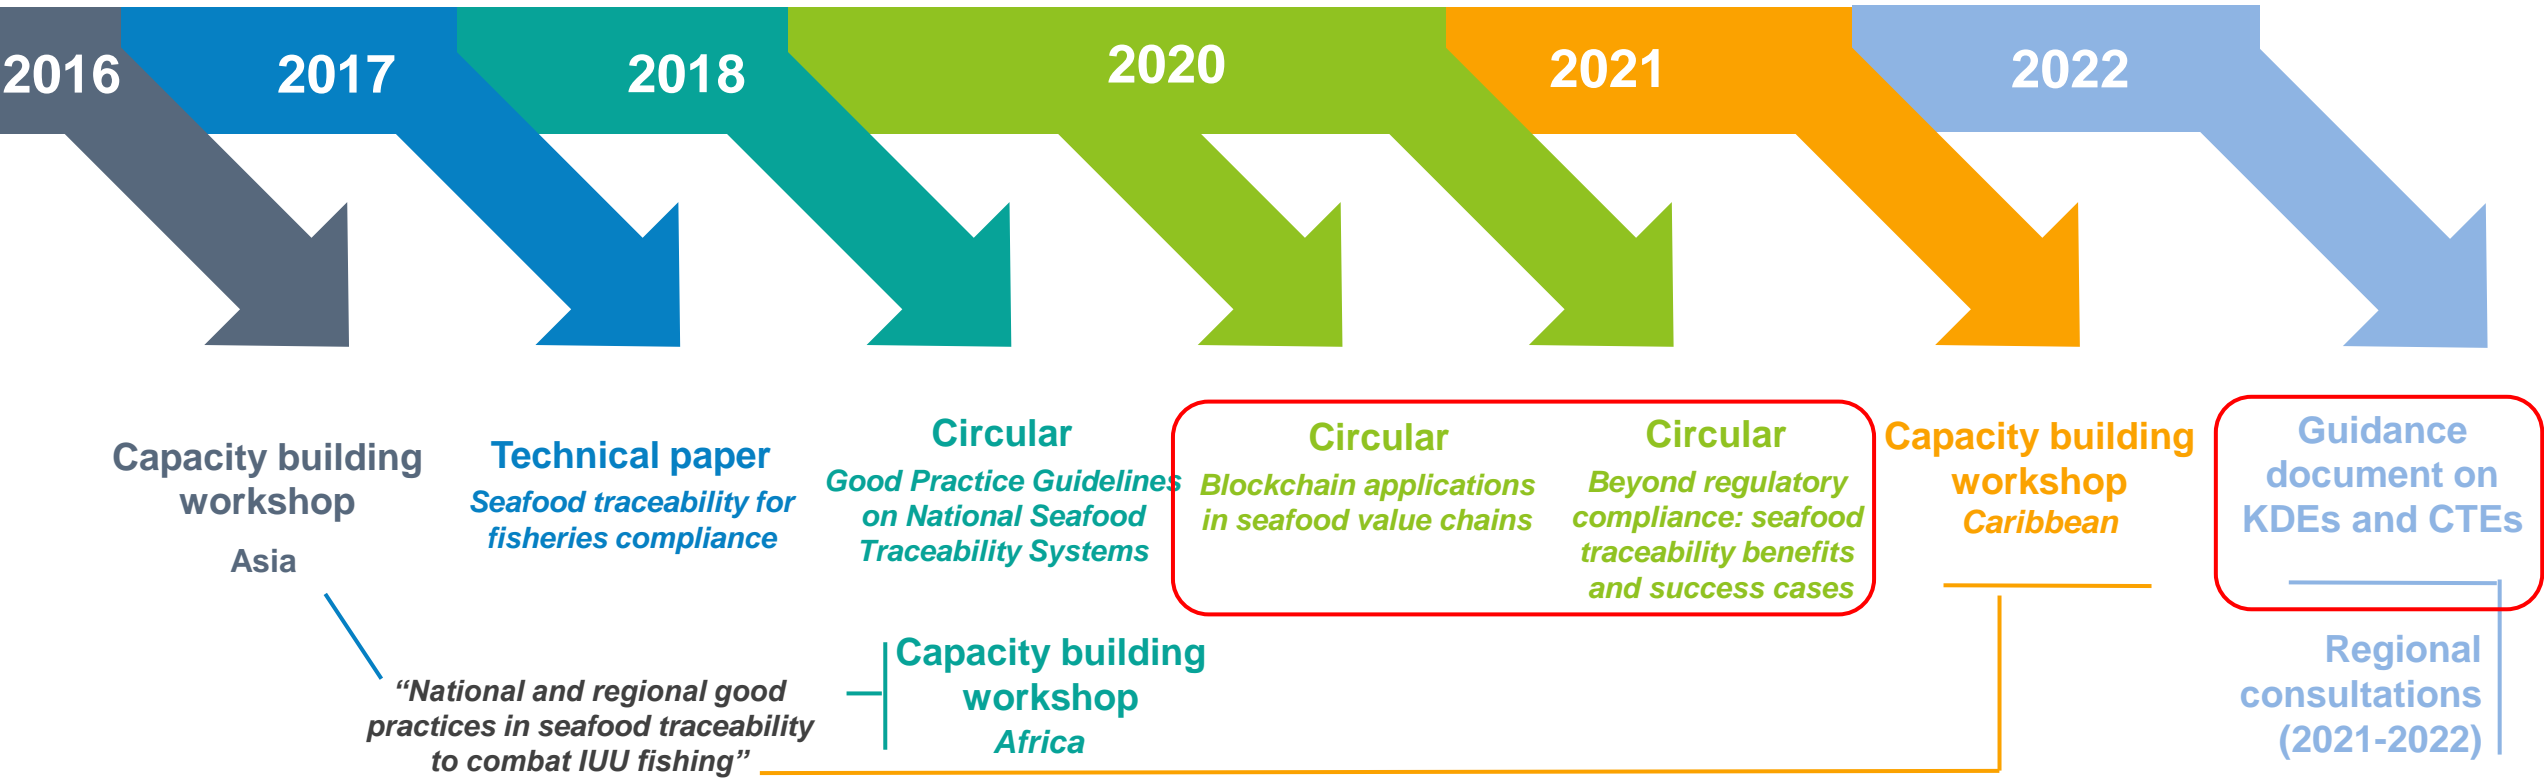 2016
2017
2018
2020
2021
2022
Capacity building
workshop
Asia
Technical paper
Seafood traceability for
fisheries compliance
Circular
Good Practice Guidelines
on National Seafood
Traceability Systems
Circular
Blockchain applications
in seafood value chains
Circular
Beyond regulatory
compliance: seafood
traceability benefits
and success cases
Capacity building
workshop
Caribbean
Guidance
document on
KDEs and CTEs
“National and regional good
practices in seafood traceability
to combat IUU fishing”
Capacity building
workshop
Africa
Regional
consultations
(2021-2022)